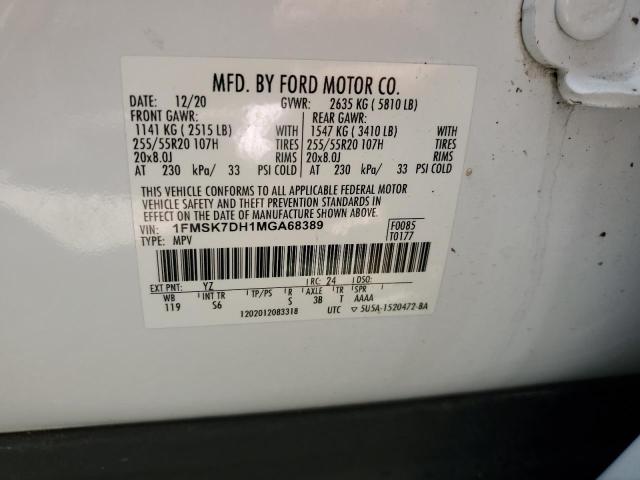 MFD. BY FORD MOTOR CO.
DATE: 12/20 GVWR: 2635 KG ( 5810 LB)
FRONT GAWR: REAR GAWR:
1141 KG ( 2515 LB) WITH 1547 KG ( 3410 LB) WITH
255/55R20 107H TIRES 255/55R20 107H TIRES
20x8.0J RIMS 20x8.0J RIMS
AT 230 kPa/ 33 PSI COLD AT 230 kPa/ 33 PSI COLD
THIS VEHICLE CONFORMS TO ALL APPLICABLE FEDERAL MOTOR
VEHICLE SAFETY AND THEFT PREVENTION STANDARDS IN
EFFECT ON THE DATE OF MANUFACTURE SHOWN ABOVE.
VIN: 1FMSK7DH1MGA68389 F0085
TYPE: MPV T0177
EXT PNT: YZ RC: 24 DSO:
WB INT TR TP/PS R AXLE TR SPR
119 S6 S 3B T AAAA
1202012083318 UTC ▽ 5U5A-1520472-BA